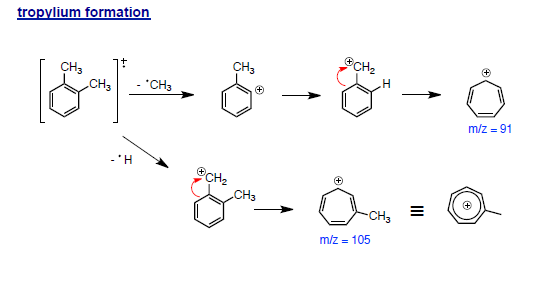 tropylium formation
CH3
CH3
‡
- •CH3
CH3
⊕
⊕CH2
H
⊕
m/z = 91
- •H
⊕CH2
CH3
⊕
CH3
≡
⊕
m/z = 105